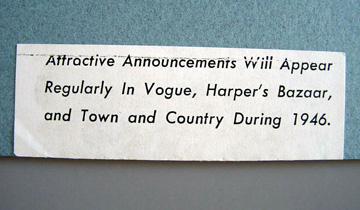 Attractive Announcements Will Appear
Regularly In Vogue, Harper's Bazaar,
and Town and Country During 1946.